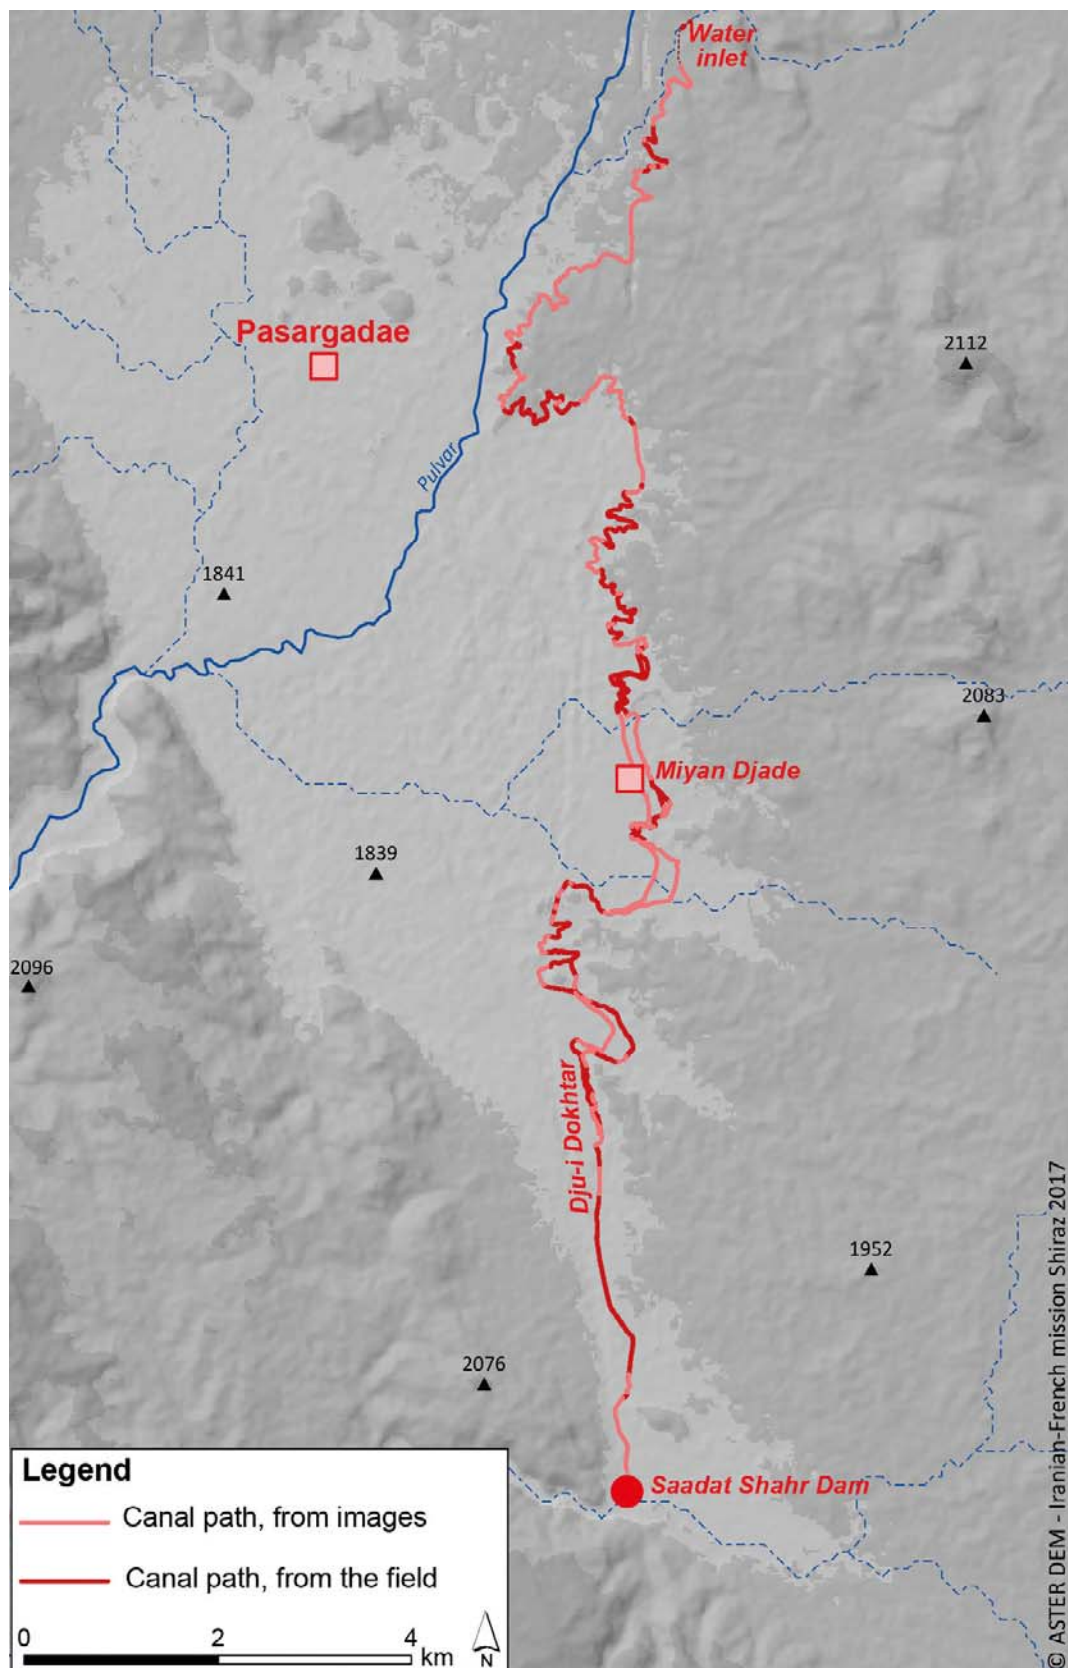 Water
inlet
Pasargadae
2112
Pulvar
1841
2083
Miyan Djade
1839
2096
Dju-i Dokhtar
1952
2076
Saadat Shahr Dam
Legend
Canal path, from images
Canal path, from the field
0 2 4
km
N
© ASTER DEM - Iranian-French mission Shiraz 2017